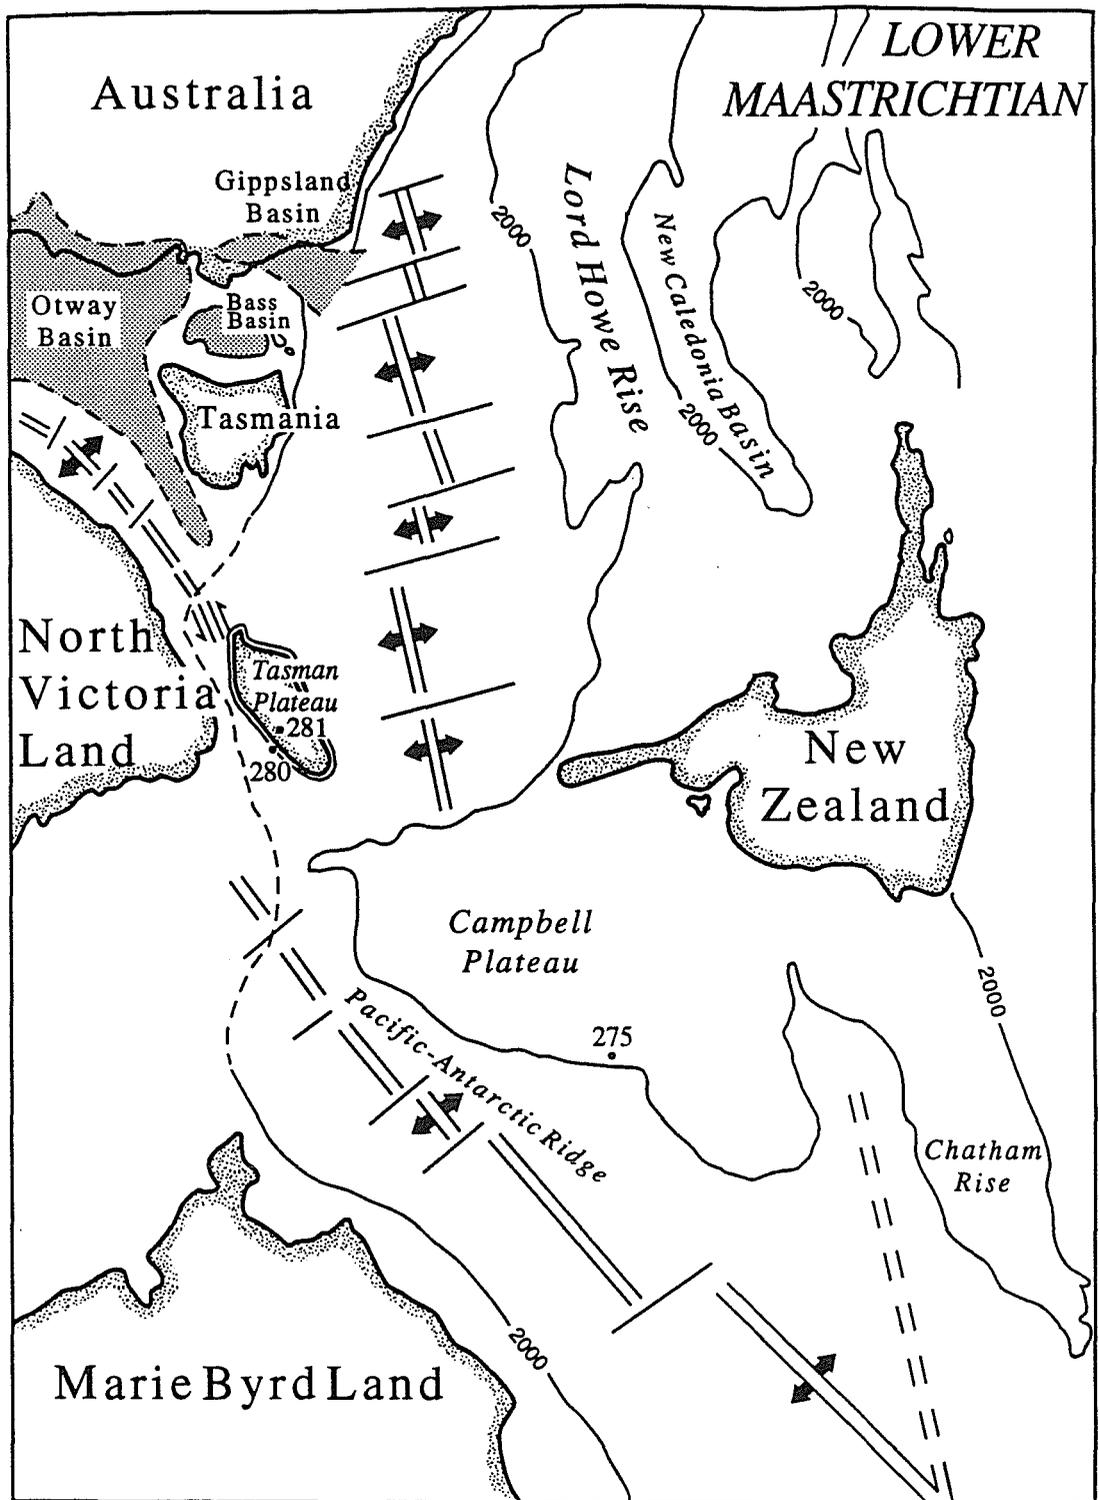 LOWER
MAASTRICHTIAN
Australia
Gippsland
Basin
Lord Howe Rise
New Caledonia Basin
2000
2000
2000
Otway
Basin
Bass
Basin
Tasmania
North
Victoria
Land
Tasman
Plateau
281
280
New
Zealand
Campbell
Plateau
2000
Pacific-Antarctic Ridge
275
Chatham
Rise
2000
Marie Byrd Land